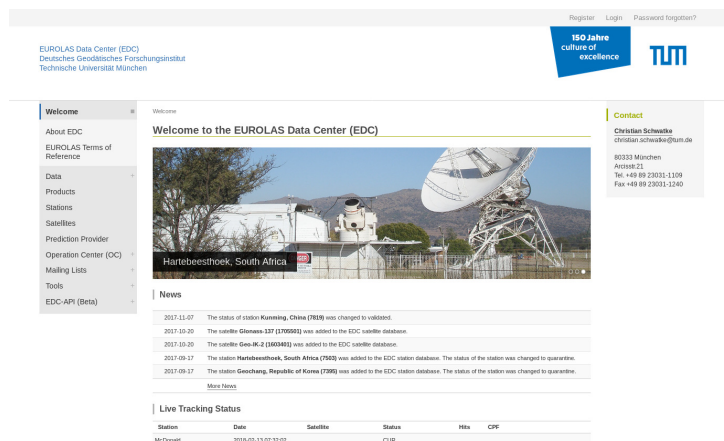 Register Login Password forgotten?
EUROLAS Data Center (EDC)
Deutsches Geodätisches Forschungsinstitut
Technische Universität München
150 Jahre
culture of
excellence
TUM
Welcome
About EDC
EUROLAS Terms of
Reference
Data
Products
Stations
Satellites
Prediction Provider
Operation Center (OC)
Mailing Lists
Tools
EDC-API (Beta)
Welcome
Welcome to the EUROLAS Data Center (EDC)
Hartebeesthoek, South Africa
News
2017-11-07 The status of station Kunming, China (7819) was changed to validated.
2017-10-20 The satellite Glonass-137 (1705501) was added to the EDC satellite database.
2017-10-20 The satellite Geo-IK-2 (1603401) was added to the EDC satellite database.
2017-09-17 The station Hartebeesthoek, South Africa (7503) was added to the EDC station database. The status of the station was changed to quarantine.
2017-09-17 The station Geochang, Republic of Korea (7395) was added to the EDC station database. The status of the station was changed to quarantine.
More News
Live Tracking Status
Station Date Satellite Status Hits CPF
McDonald 2018-02-13 07:32:02 CUR
Contact
Christian Schwatke
christian.schwatke@tum.de
80333 München
Arcisstr.21
Tel. +49 89 23031-1109
Fax +49 89 23031-1240